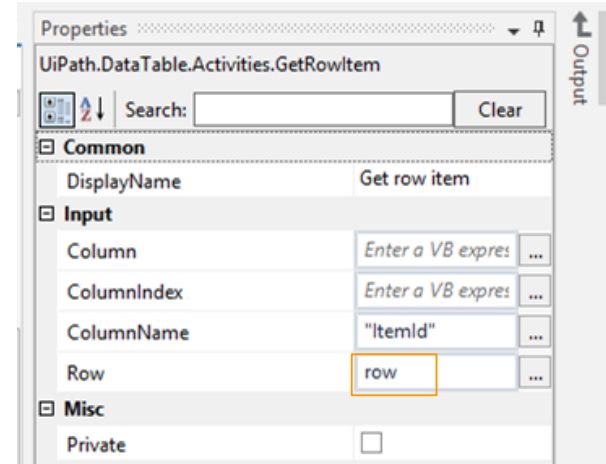 Properties
UiPath.DataTable.Activities.GetRowItem
Search:
Clear
Common
DisplayName Get row item
Input
Column Enter a VB expres ...
ColumnIndex Enter a VB expres ...
ColumnName "ItemId" ...
Row row ...
Misc
Private
Output